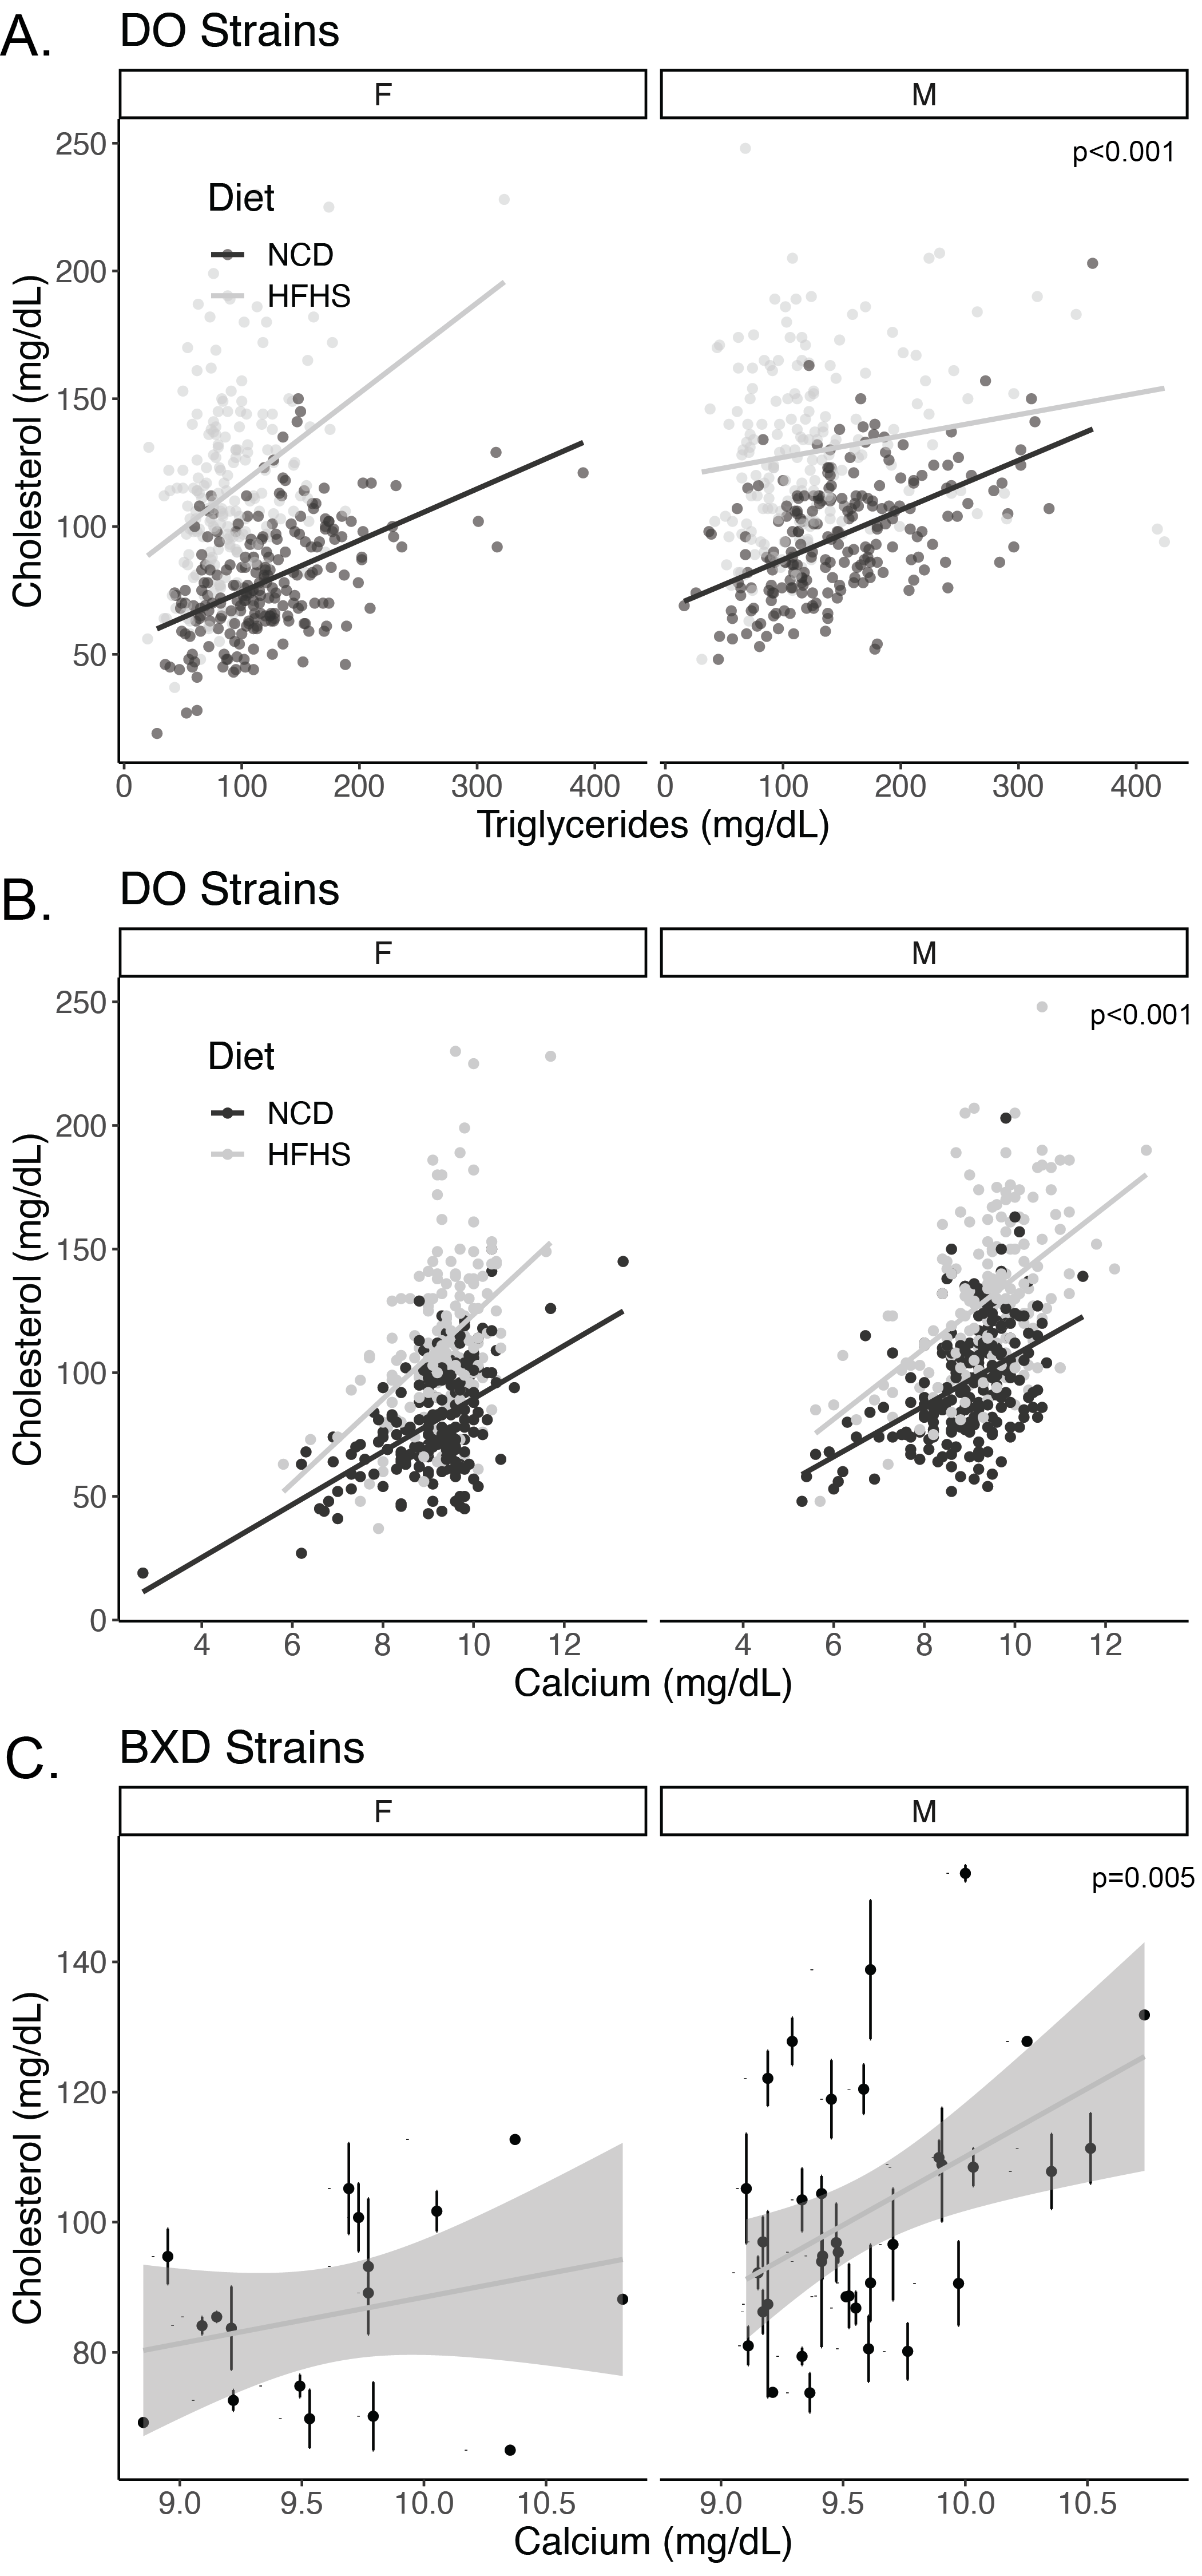 A. DO Strains
F M
250
200
150
100
50
Cholesterol (mg/dL)
p<0.001
Diet
NCD
HFHS
0 100 200 300 400 0 100 200 300 400
Triglycerides (mg/dL)
B. DO Strains
F M
250
200
150
100
50
0
Cholesterol (mg/dL)
p<0.001
Diet
NCD
HFHS
4 6 8 10 12 4 6 8 10 12
Calcium (mg/dL)
C. BXD Strains
F M
140
120
100
80
Cholesterol (mg/dL)
p=0.005
9.0 9.5 10.0 10.5 9.0 9.5 10.0 10.5
Calcium (mg/dL)